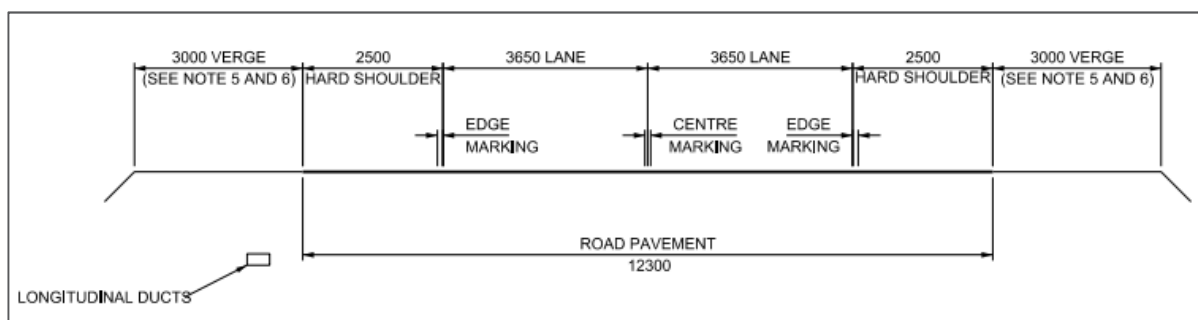 3000 VERGE
(SEE NOTE 5 AND 6)
2500
HARD SHOULDER
3650 LANE
3650 LANE
2500
HARD SHOULDER
3000 VERGE
(SEE NOTE 5 AND 6)
EDGE
MARKING
CENTRE
MARKING
EDGE
MARKING
ROAD PAVEMENT
12300
LONGITUDINAL DUCTS